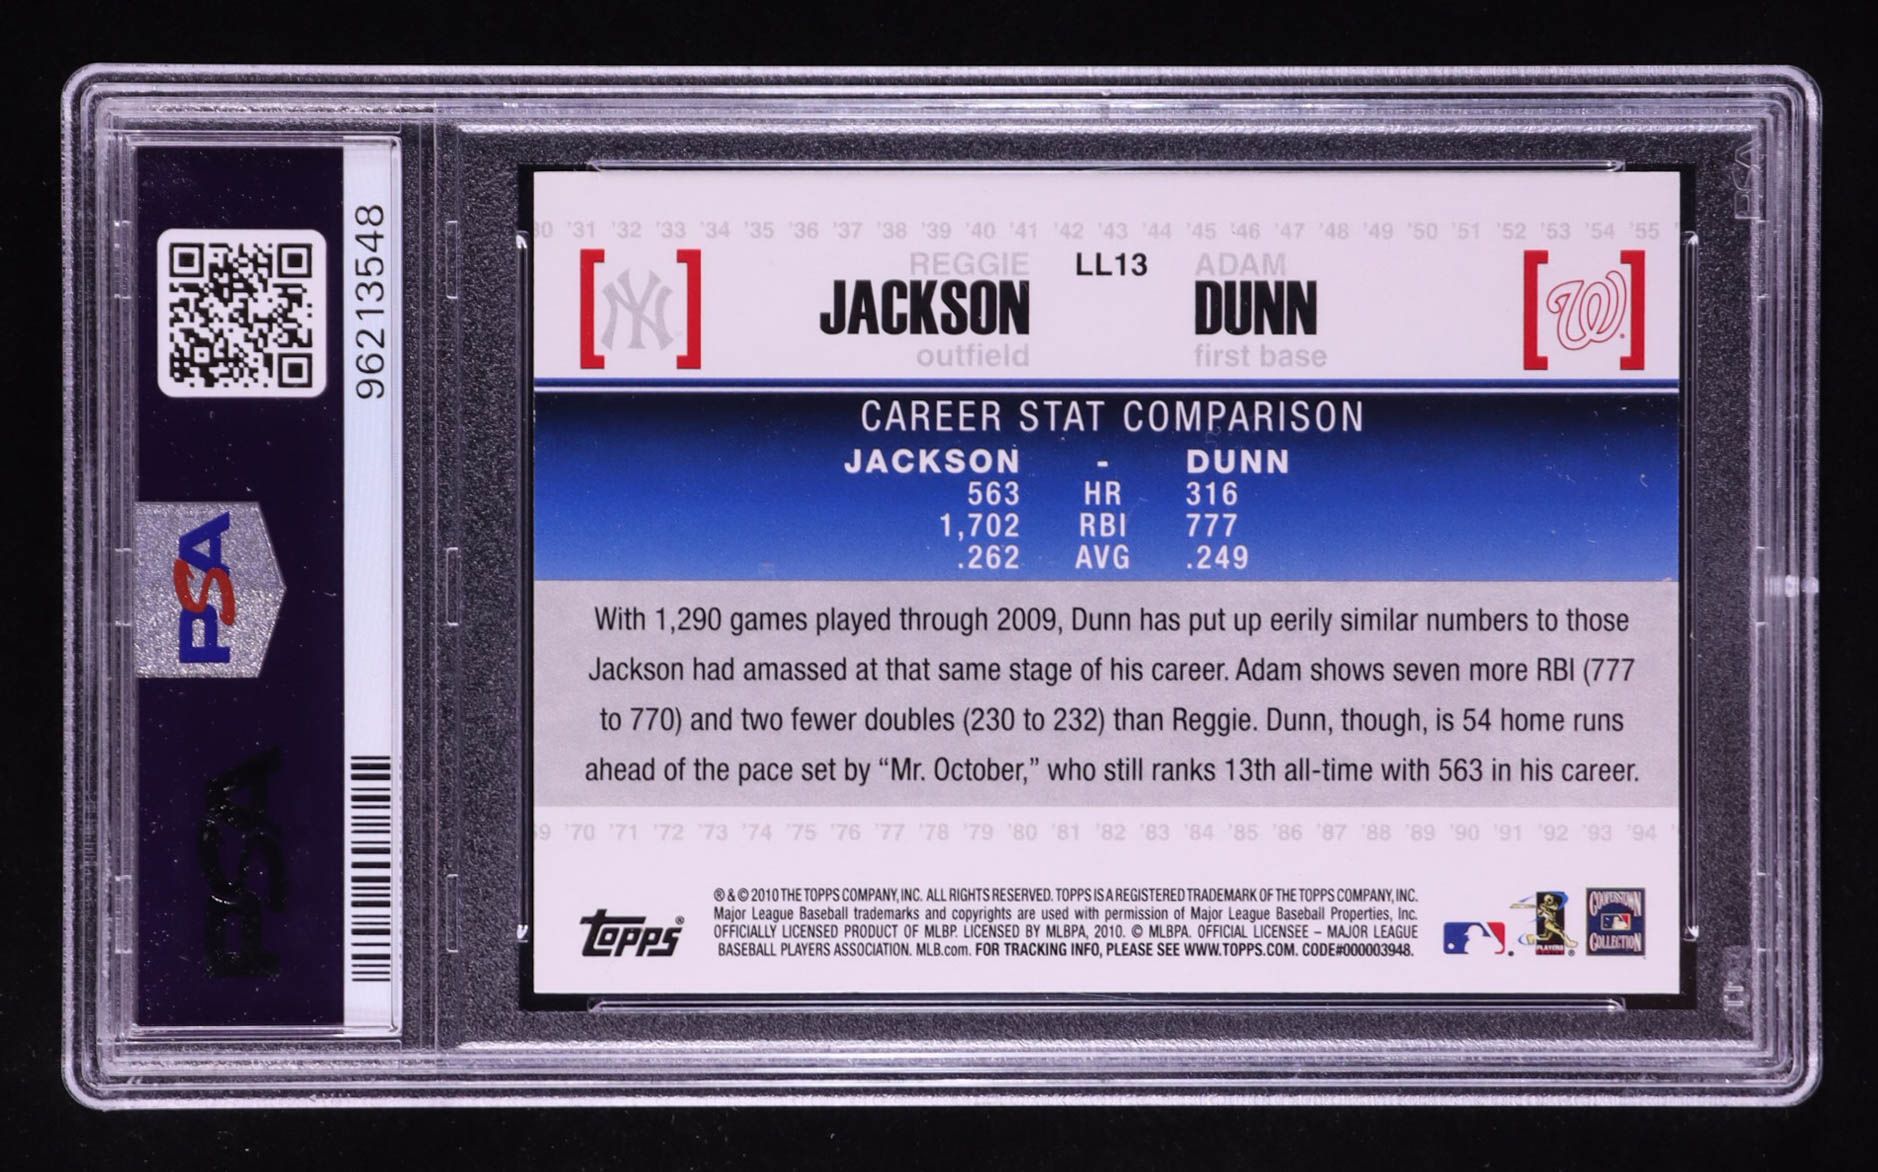 96213548
PSA
PSA
PSA
'31 '32 '33 '34 '35 '36 '37 '38 '39 '40 '41 '42 '43 '44 '45 '46 '47 '48 '49 '50 '51 '52 '53 '54 '55
REGGIE LL13 ADAM
NY JACKSON DUNN W
outfield first base
CAREER STAT COMPARISON
JACKSON - DUNN
563 HR 316
1,702 RBI 777
.262 AVG .249
With 1,290 games played through 2009, Dunn has put up eerily similar numbers to those
Jackson had amassed at that same stage of his career. Adam shows seven more RBI (777
to 770) and two fewer doubles (230 to 232) than Reggie. Dunn, though, is 54 home runs
ahead of the pace set by “Mr. October,” who still ranks 13th all-time with 563 in his career.
'70 '71 '72 '73 '74 '75 '76 '77 '78 '79 '80 '81 '82 '83 '84 '85 '86 '87 '88 '89 '90 '91 '92 '93 '94
® & © 2010 THE TOPPS COMPANY, INC. ALL RIGHTS RESERVED. TOPPS IS A REGISTERED TRADEMARK OF THE TOPPS COMPANY, INC.
Major League Baseball trademarks and copyrights are used with permission of Major League Baseball Properties, Inc.
OFFICIALLY LICENSED PRODUCT OF MLBP. LICENSED BY MLBPA, 2010. © MLBPA. OFFICIAL LICENSEE – MAJOR LEAGUE
BASEBALL PLAYERS ASSOCIATION. MLB.com. FOR TRACKING INFO, PLEASE SEE WWW.TOPPS.COM. CODE#000003948.
Topps®
PLAYERS
COOPERSTOWN
COLLECTION